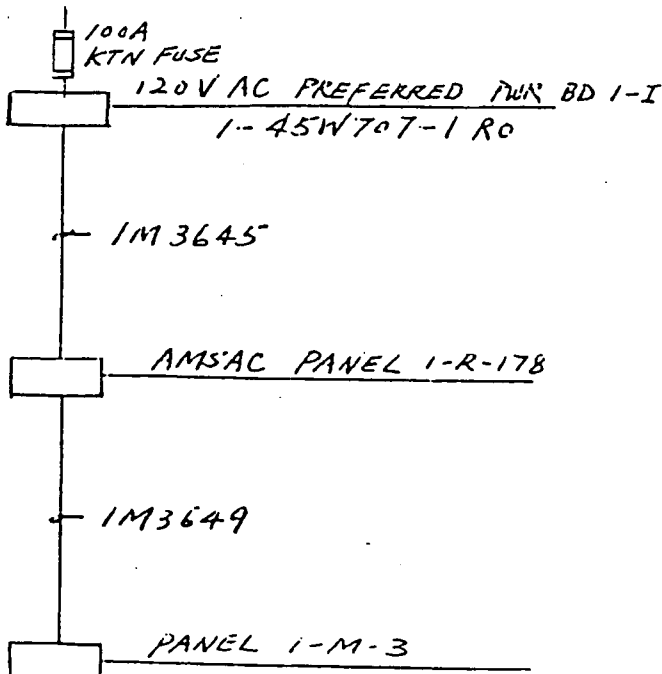 100A
KTN FUSE
120V AC PREFERRED PWR BD 1-I
1-45W707-1 R0
1M3645
AMSAC PANEL 1-R-178
1M3649
PANEL 1-M-3